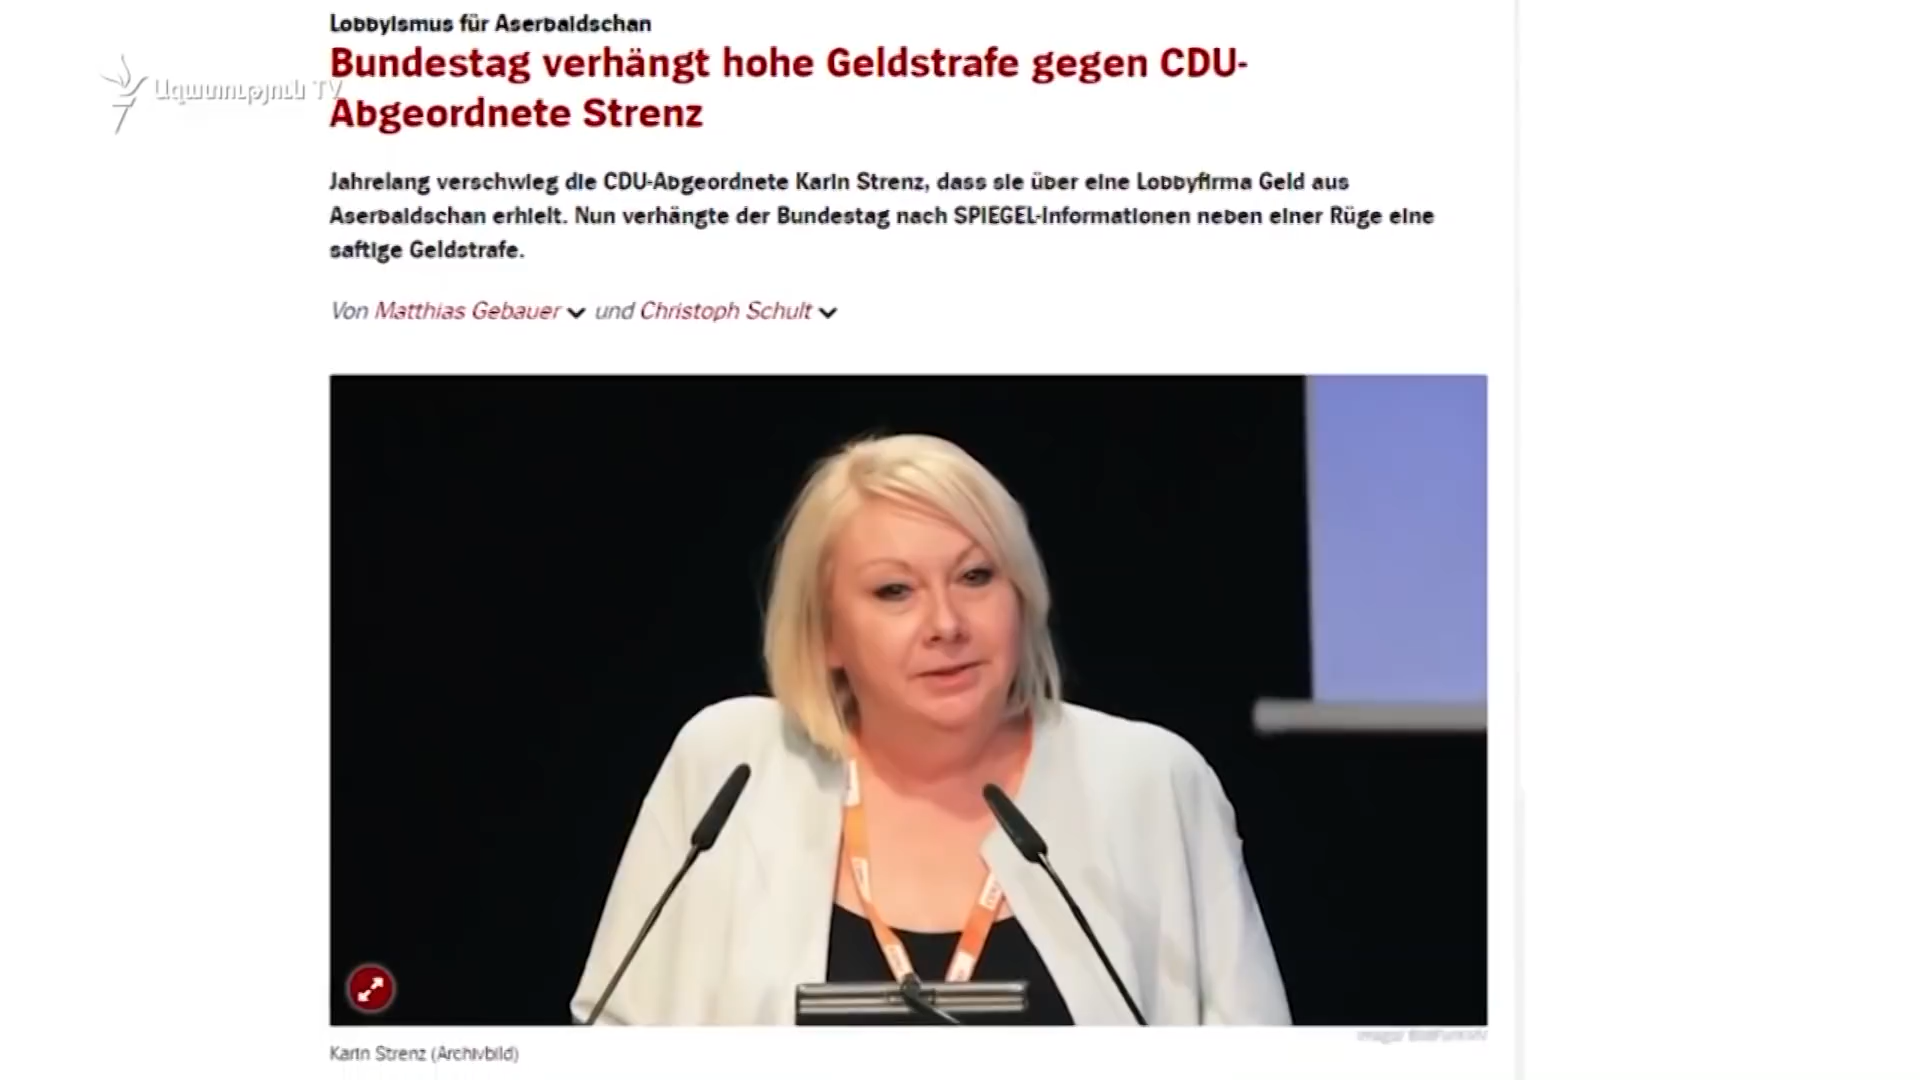 Lobbyismus für Aserbaidschan
Bundestag verhängt hohe Geldstrafe gegen CDU-
Abgeordnete Strenz
Ազատություն TV
Jahrelang verschwieg die CDU-Abgeordnete Karin Strenz, dass sie über eine Lobbyfirma Geld aus
Aserbaidschan erhielt. Nun verhängte der Bundestag nach SPIEGEL-Informationen neben einer Rüge eine
saftige Geldstrafe.
Von Matthias Gebauer und Christoph Schult
Karin Strenz (Archivbild)